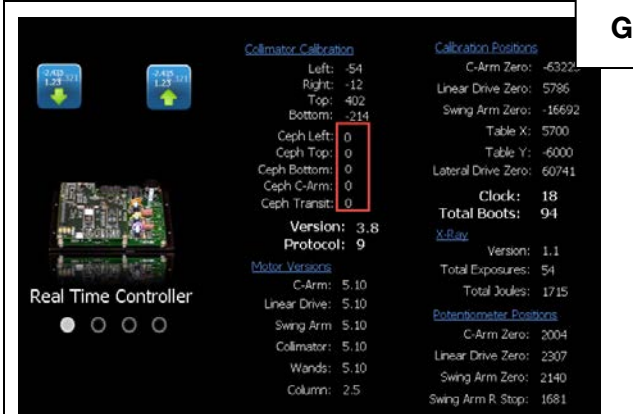 G
Collimator Calibration
Left: -54
Right: -12
Top: 402
Bottom: -214
Ceph Left: 0
Ceph Top: 0
Ceph Bottom: 0
Ceph C-Arm: 0
Ceph Transit: 0
Version: 3.8
Protocol: 9
Motor Versions
C-Arm: 5.10
Linear Drive: 5.10
Swing Arm 5.10
Collimator: 5.10
Wands: 5.10
Column: 2.5
Calibration Positions
C-Arm Zero:
Linear Drive Zero: 5786
Swing Arm Zero: -16692
Table X: 5700
Table Y: -6000
Lateral Drive Zero: 60741
Clock: 18
Total Boots: 94
X-Ray
Version: 1.1
Total Exposures: 54
Total Joules: 1715
Potentiometer Positions
C-Arm Zero: 2004
Linear Drive Zero: 2307
Swing Arm Zero: 2140
Swing Arm R Stop: 1681
Real Time Controller